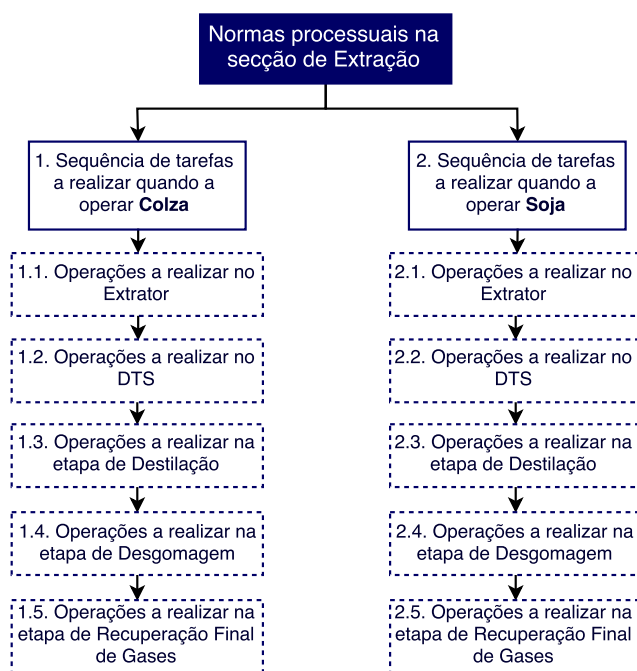 Normas processuais na
secção de Extração
1. Sequência de tarefas
a realizar quando a
operar Colza
2. Sequência de tarefas
a realizar quando a
operar Soja
1.1. Operações a realizar no
Extrator
2.1. Operações a realizar no
Extrator
1.2. Operações a realizar no
DTS
2.2. Operações a realizar no
DTS
1.3. Operações a realizar na
etapa de Destilação
2.3. Operações a realizar na
etapa de Destilação
1.4. Operações a realizar na
etapa de Desgomagem
2.4. Operações a realizar na
etapa de Desgomagem
1.5. Operações a realizar na
etapa de Recuperação Final
de Gases
2.5. Operações a realizar na
etapa de Recuperação Final
de Gases